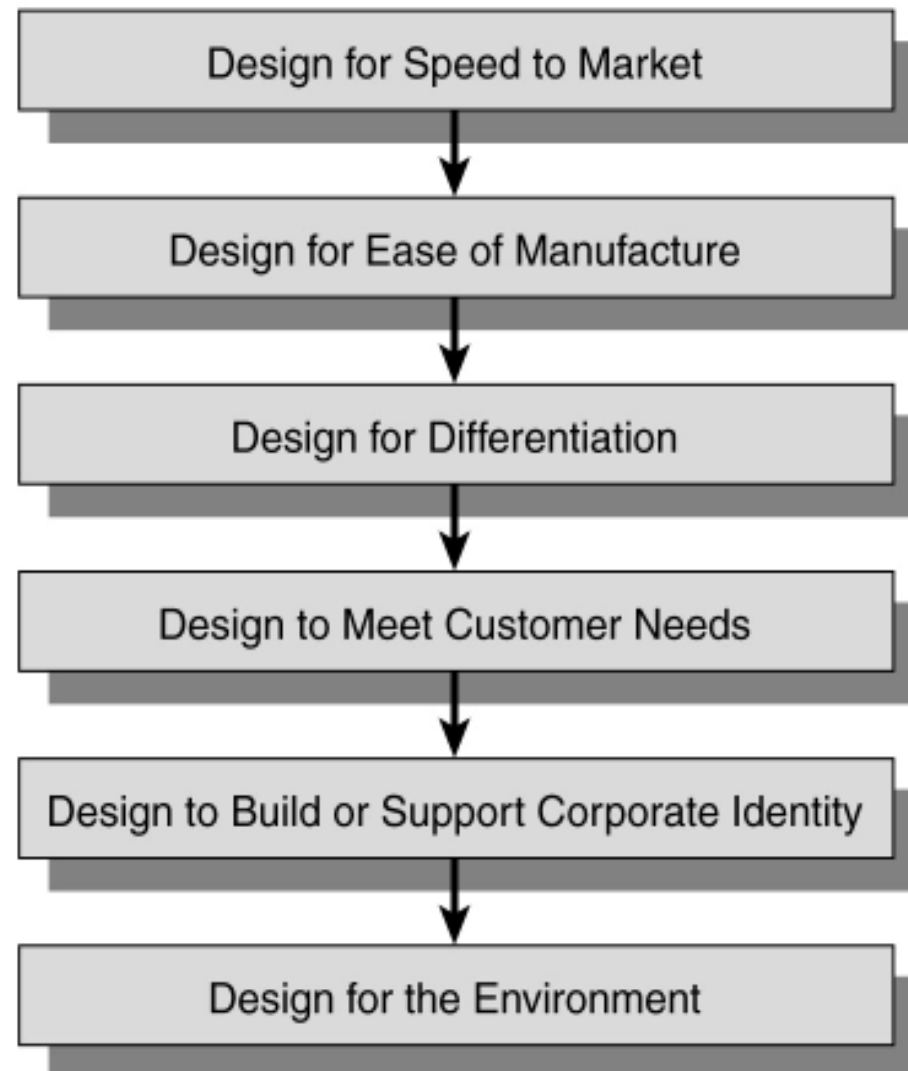 Design for Speed to Market
Design for Ease of Manufacture
Design for Differentiation
Design to Meet Customer Needs
Design to Build or Support Corporate Identity
Design for the Environment